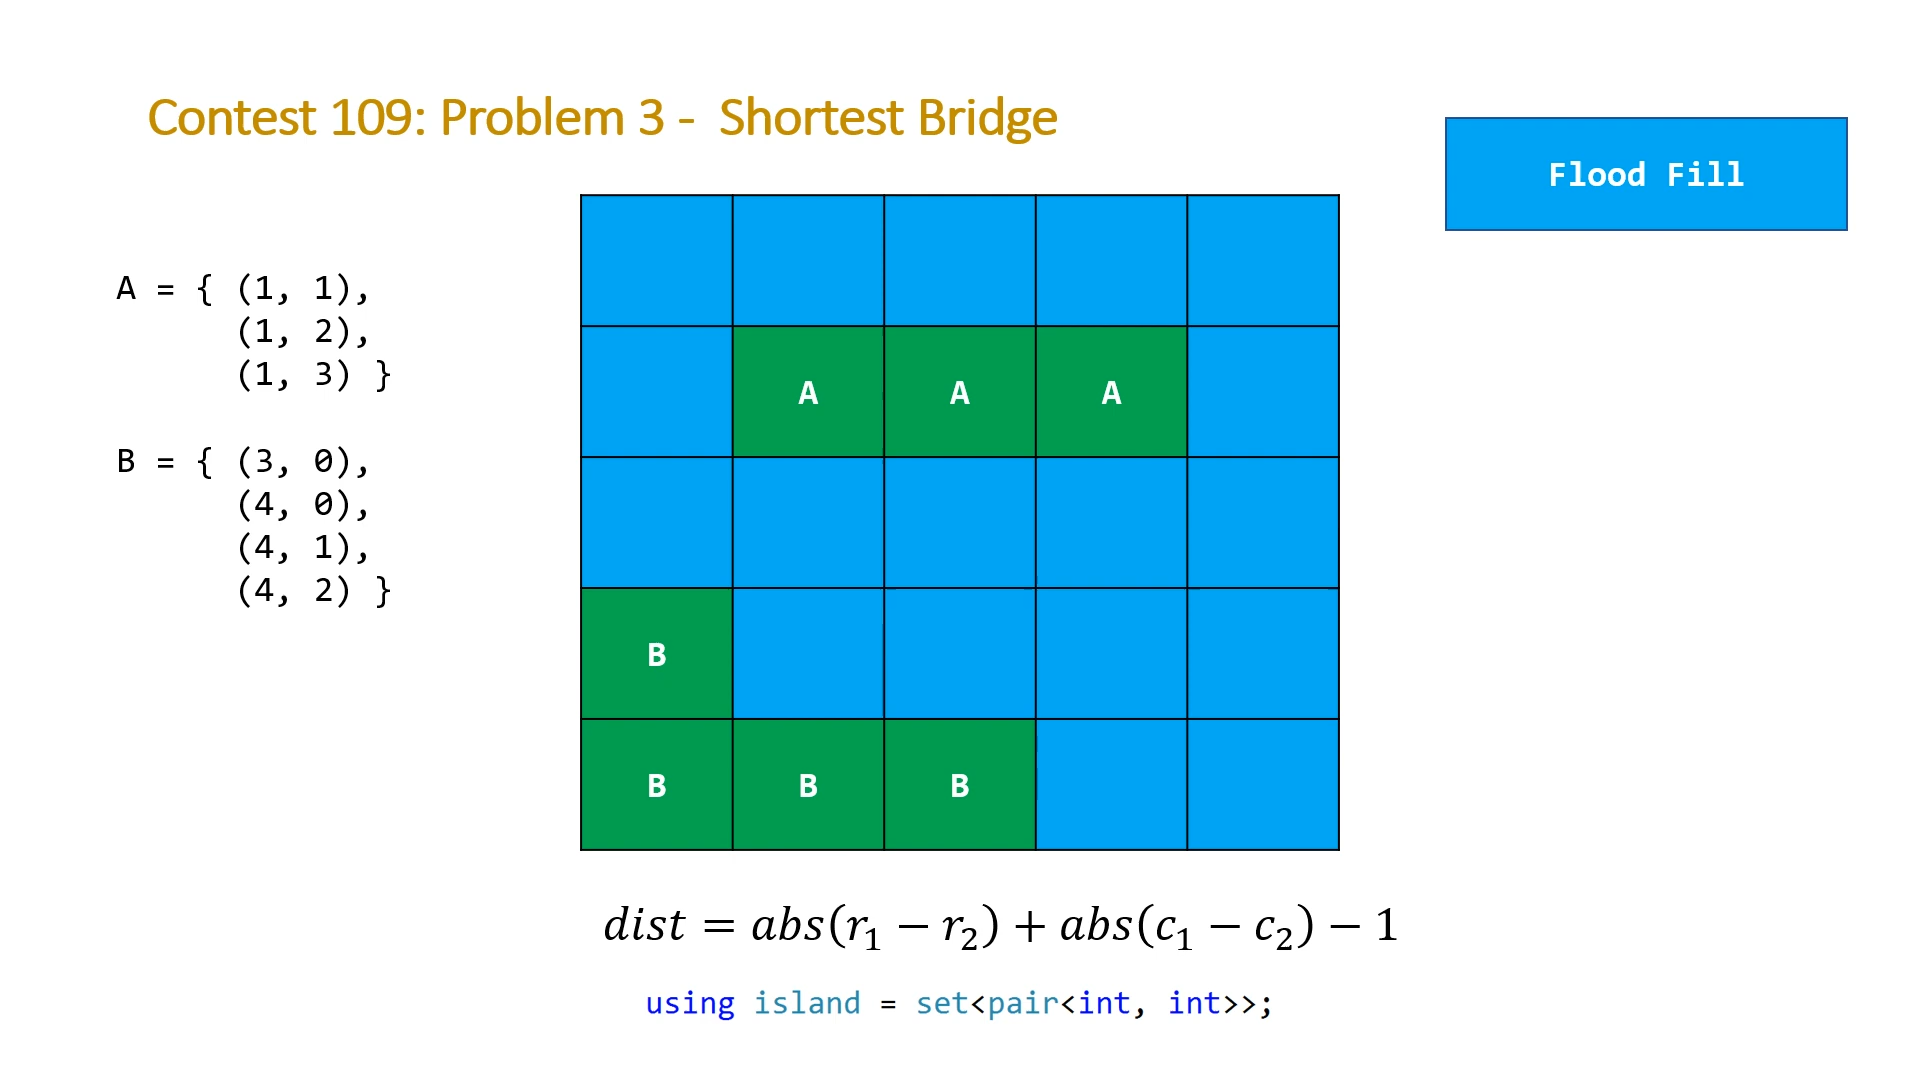 Contest 109: Problem 3 - Shortest Bridge
Flood Fill
A = { (1, 1),
(1, 2),
(1, 3) }
B = { (3, 0),
(4, 0),
(4, 1),
(4, 2) }
A A A
B
B B B
dist = abs(r₁ − r₂) + abs(c₁ − c₂) − 1
using island = set<pair<int, int>>;